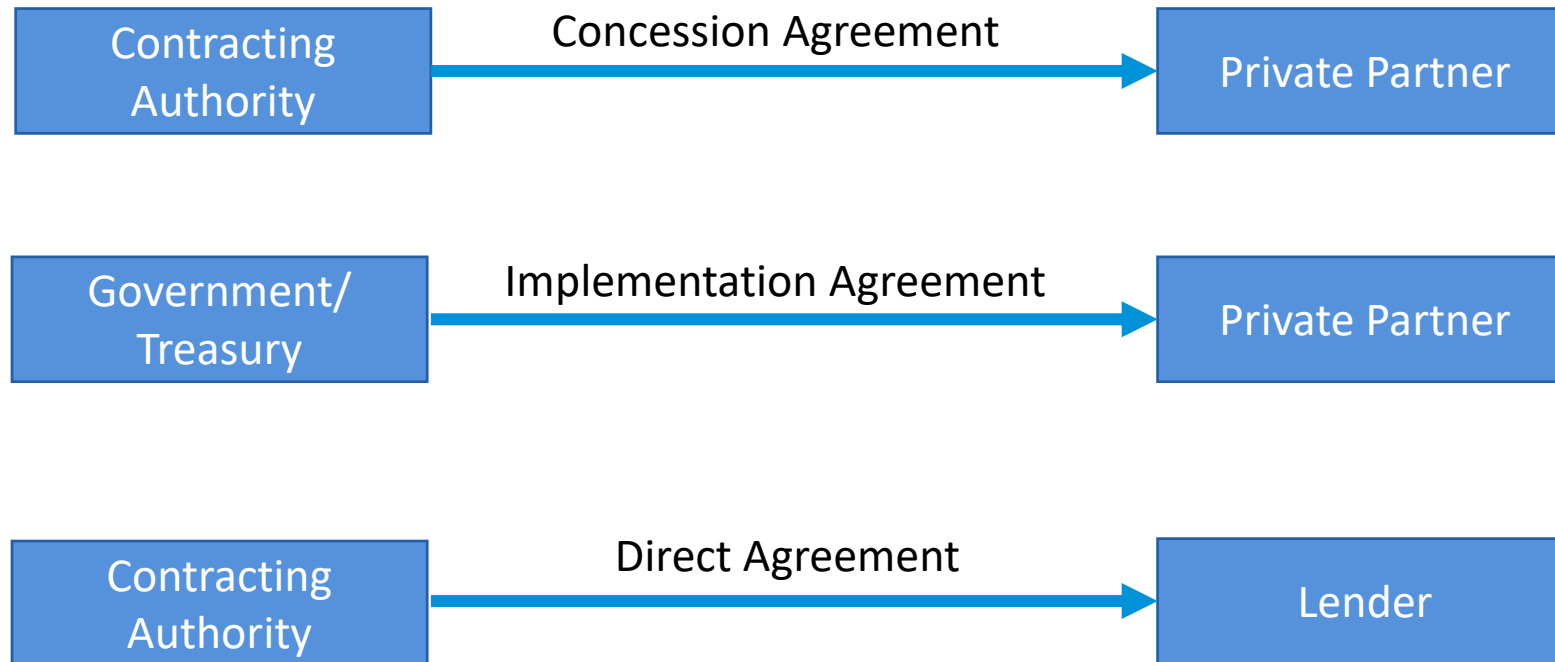 Contracting
Authority
Concession Agreement
Private Partner
Government/
Treasury
Implementation Agreement
Private Partner
Contracting
Authority
Direct Agreement
Lender